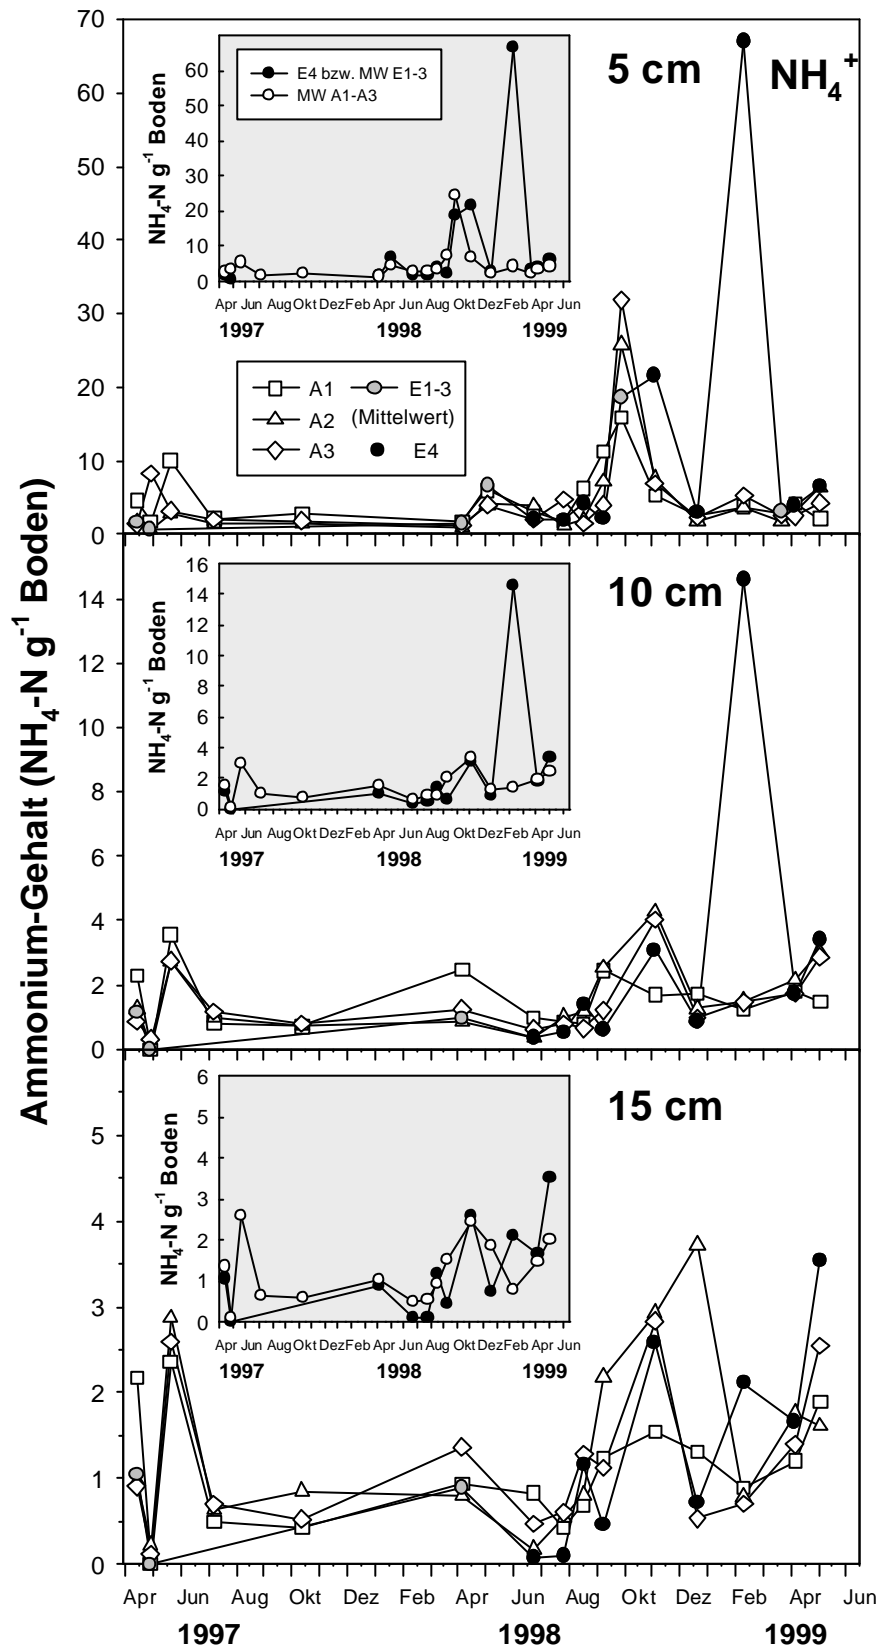 Ammonium-Gehalt (NH4-N g-1 Boden)
70
60
50
40
30
20
10
0
5 cm
NH4+
NH4-N g-1 Boden
60
50
40
30
20
10
0
E4 bzw. MW E1-3
MW A1-A3
Apr Jun Aug Okt Dez Feb Apr Jun Aug Okt Dez Feb Apr Jun
1997 1998 1999
A1 E1-3
A2 (Mittelwert)
A3 E4
14
12
10
8
6
4
2
0
10 cm
NH4-N g-1 Boden
16
14
12
10
8
6
4
2
0
Apr Jun Aug Okt Dez Feb Apr Jun Aug Okt Dez Feb Apr Jun
1997 1998 1999
5
4
3
2
1
0
15 cm
NH4-N g-1 Boden
6
5
4
3
2
1
0
Apr Jun Aug Okt Dez Feb Apr Jun Aug Okt Dez Feb Apr Jun
1997 1998 1999
Apr Jun Aug Okt Dez Feb Apr Jun Aug Okt Dez Feb Apr Jun
1997 1998 1999